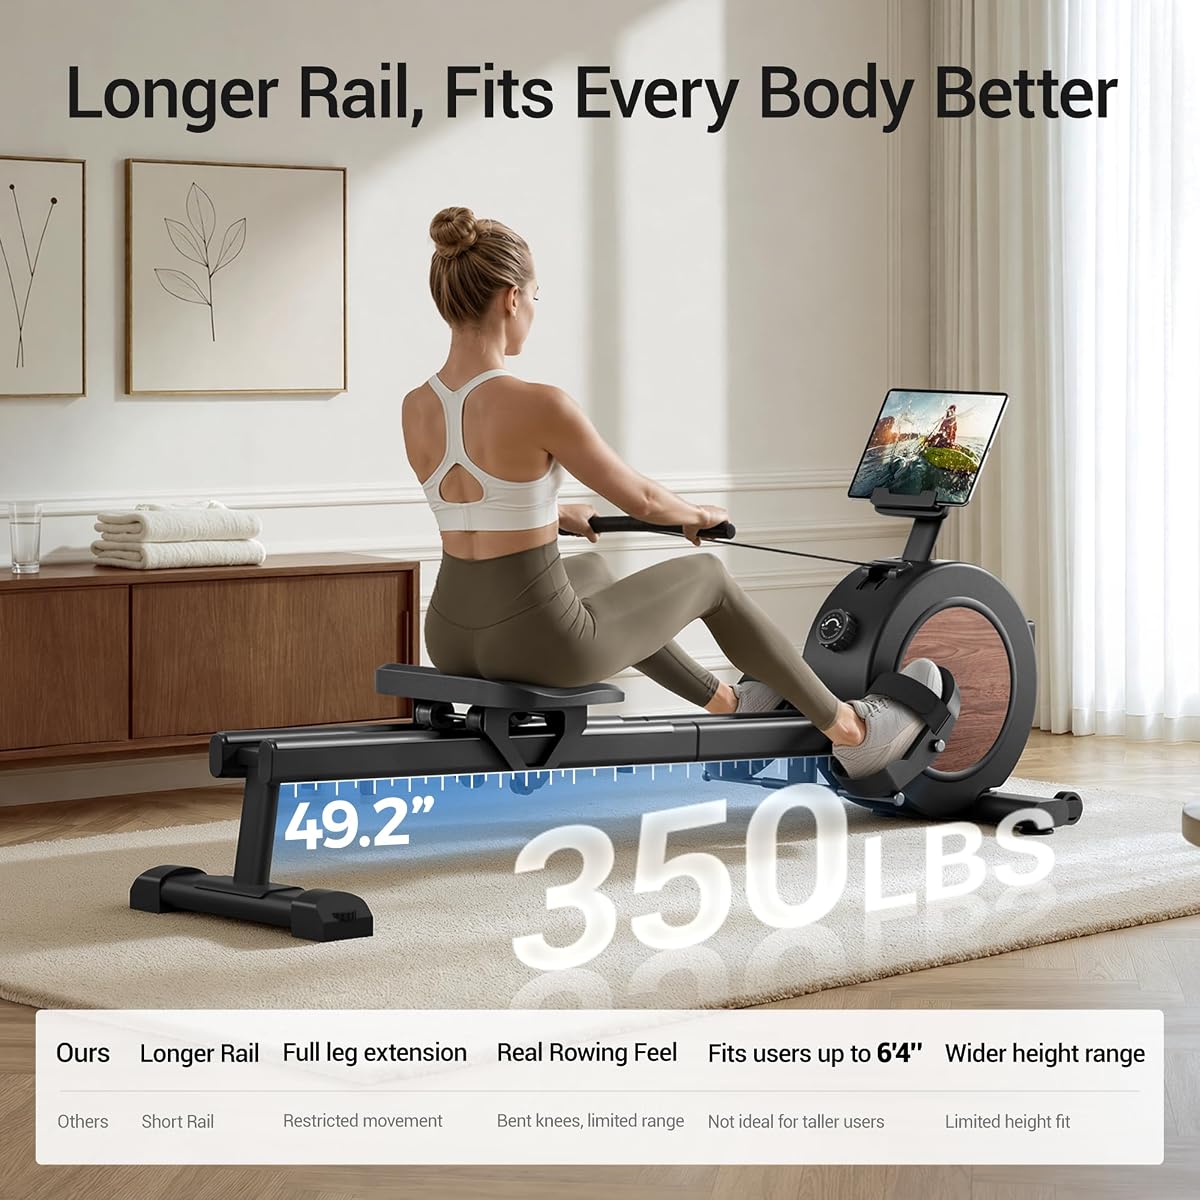 Longer Rail, Fits Every Body Better
49.2”
350LBS
Ours Longer Rail Full leg extension Real Rowing Feel Fits users up to 6'4'' Wider height range
Others Short Rail Restricted movement Bent knees, limited range Not ideal for taller users Limited height fit